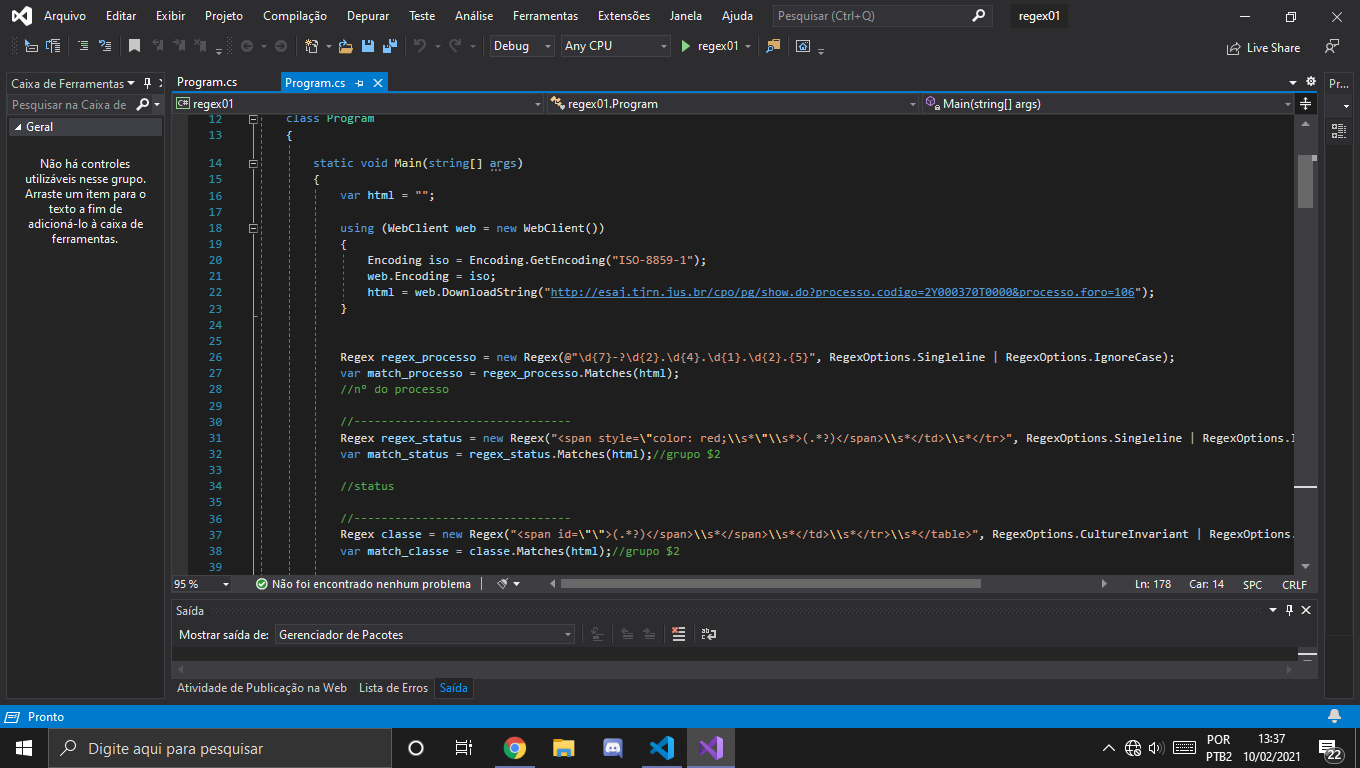 Arquivo Editar Exibir Projeto Compilação Depurar Teste Análise Ferramentas Extensões Janela Ajuda Pesquisar (Ctrl+Q) regex01
Debug Any CPU regex01 Live Share
Caixa de Ferramentas
Pesquisar na Caixa de
Geral
Não há controles
utilizáveis nesse grupo.
Arraste um item para o
texto a fim de
adicioná-lo à caixa de
ferramentas.
Program.cs Program.cs
Pr...
C# regex01 regex01.Program Main(string[] args)
12 class Program
13 {
14 static void Main(string[] args)
15 {
16 var html = "";
17
18 using (WebClient web = new WebClient())
19 {
20 Encoding iso = Encoding.GetEncoding("ISO-8859-1");
21 web.Encoding = iso;
22 html = web.DownloadString("http://esaj.tjrn.jus.br/cpo/pg/show.do?processo.codigo=2Y000370T0000&processo.foro=106");
23 }
24
25
26 Regex regex_processo = new Regex(@"\d{7}-?\d{2}.\d{4}.\d{1}.\d{2}.{5}", RegexOptions.Singleline | RegexOptions.IgnoreCase);
27 var match_processo = regex_processo.Matches(html);
28 //n° do processo
29
30 //--------------------------------
31 Regex regex_status = new Regex("<span style=\"color: red;\\s*\"\\s*>(.*?)</span>\\s*</td>\\s*</tr>", RegexOptions.Singleline | RegexOptions.I
32 var match_status = regex_status.Matches(html);//grupo $2
33
34 //status
35
36 //--------------------------------
37 Regex classe = new Regex("<span id=\"\">(.*?)</span>\\s*</span>\\s*</td>\\s*</tr>\\s*</table>", RegexOptions.CultureInvariant | RegexOptions.
38 var match_classe = classe.Matches(html);//grupo $2
39
95 % Não foi encontrado nenhum problema Ln: 178 Car: 14 SPC CRLF
Saída
Mostrar saída de: Gerenciador de Pacotes
Atividade de Publicação na Web Lista de Erros Saída
Pronto
Digite aqui para pesquisar
POR
PTB2
13:37
10/02/2021
22